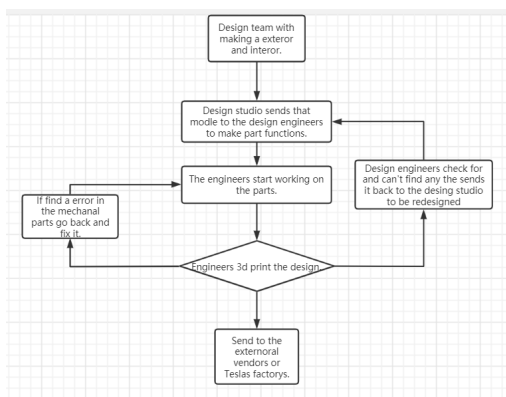 Design team with
making a exteror
and interor.
Design studio sends that
modle to the design engineers
to make part functions.
The engineers start working on
the parts.
Design engineers check for
and can't find any the sends
it back to the desing studio
to be redesigned
If find a error in
the mechanal
parts go back and
fix it.
Engineers 3d print the design.
Send to the
externoral
vendors or
Teslas factorys.